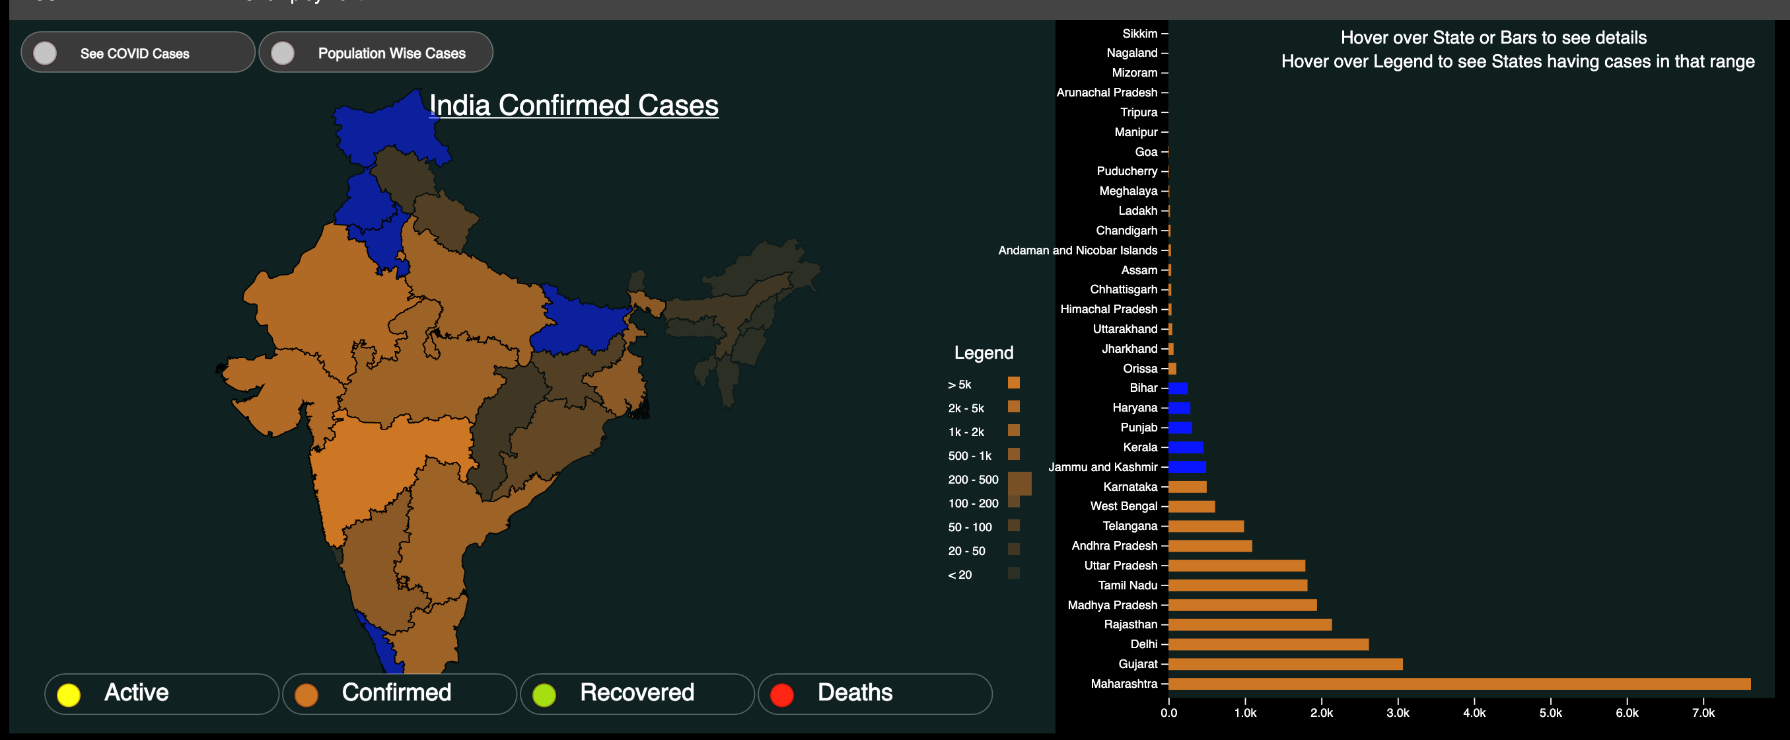 See COVID Cases
Population Wise Cases
India Confirmed Cases
Legend
> 5k
2k - 5k
1k - 2k
500 - 1k
200 - 500
100 - 200
50 - 100
20 - 50
< 20
Active
Confirmed
Recovered
Deaths
Hover over State or Bars to see details
Hover over Legend to see States having cases in that range
Sikkim
Nagaland
Mizoram
Arunachal Pradesh
Tripura
Manipur
Goa
Puducherry
Meghalaya
Ladakh
Chandigarh
Andaman and Nicobar Islands
Assam
Chhattisgarh
Himachal Pradesh
Uttarakhand
Jharkhand
Orissa
Bihar
Haryana
Punjab
Kerala
Jammu and Kashmir
Karnataka
West Bengal
Telangana
Andhra Pradesh
Uttar Pradesh
Tamil Nadu
Madhya Pradesh
Rajasthan
Delhi
Gujarat
Maharashtra
0.0 1.0k 2.0k 3.0k 4.0k 5.0k 6.0k 7.0k